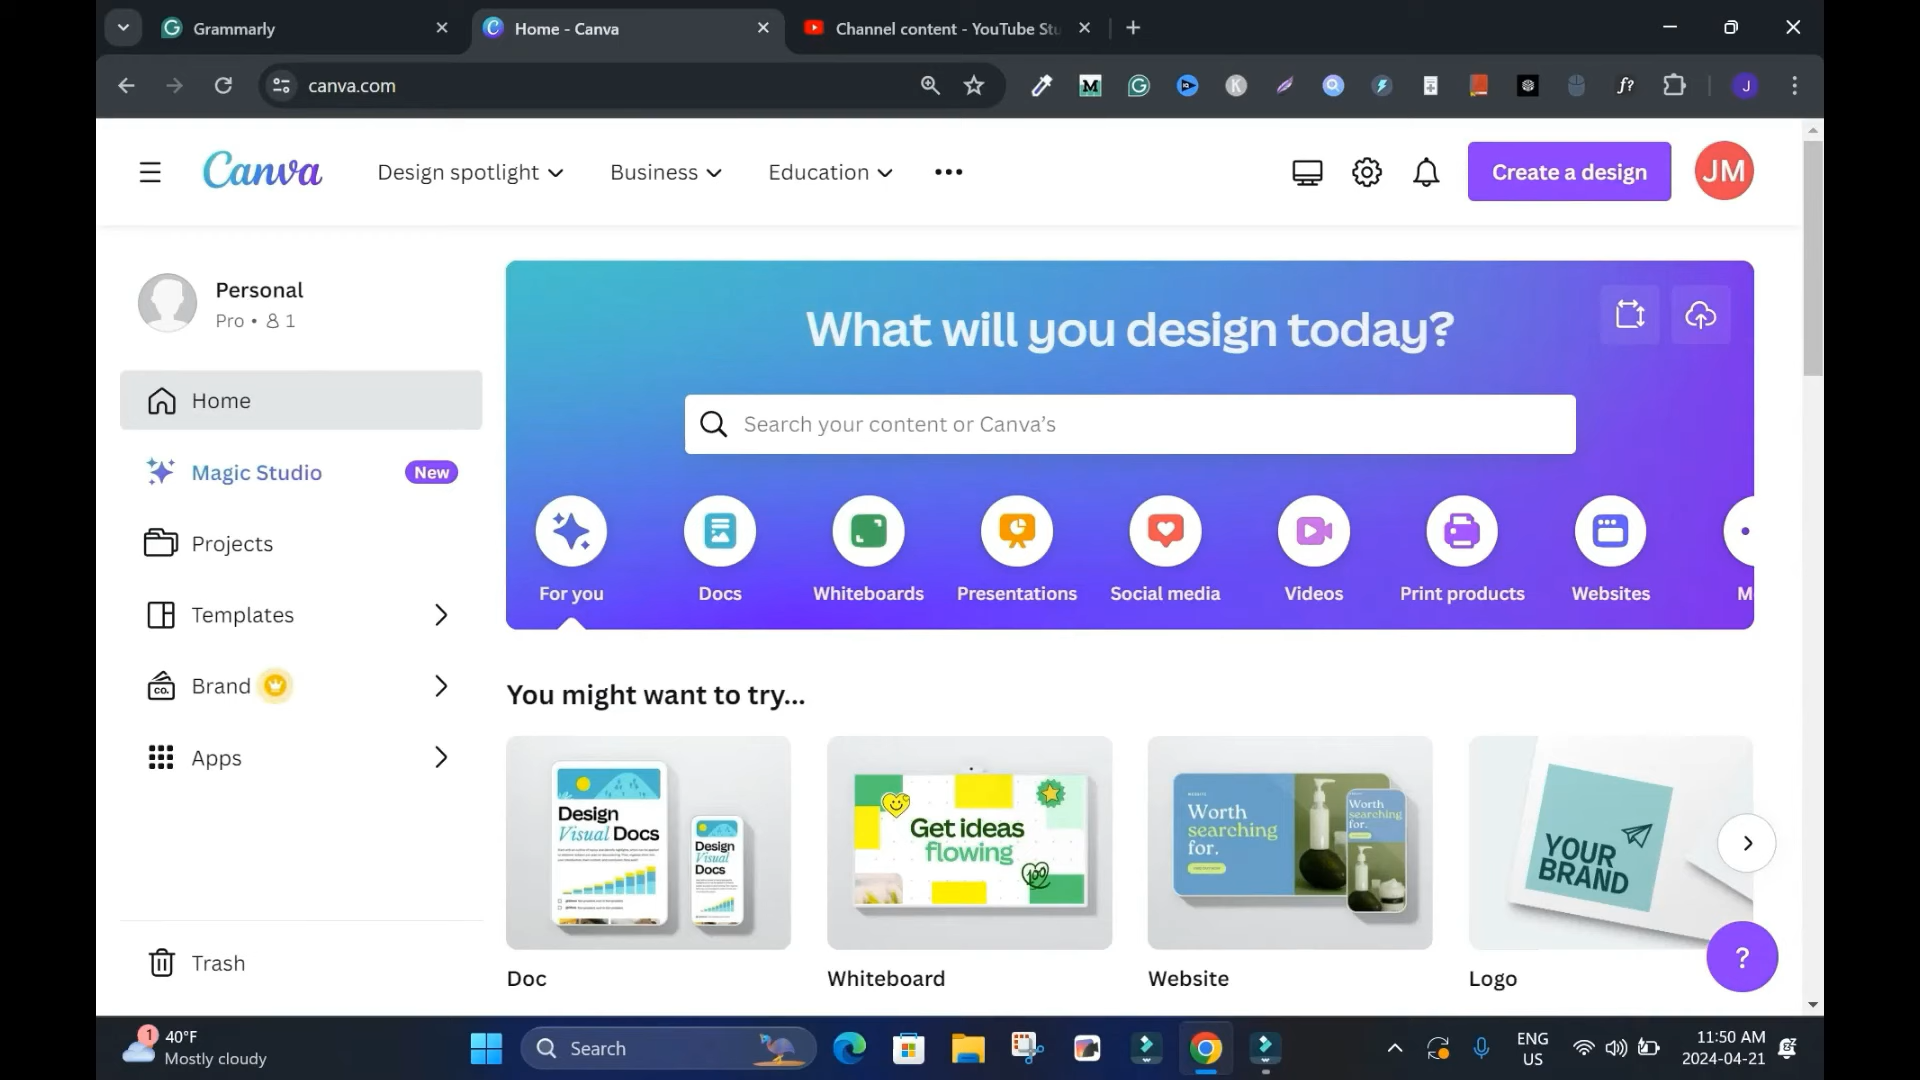 Grammarly
Home - Canva
Channel content - YouTube Stu
canva.com
Canva
Design spotlight
Business
Education
Create a design
JM
Personal
Pro • 1
Home
Magic Studio
New
Projects
Templates
Brand
CO.
Apps
Trash
What will you design today?
Search your content or Canva's
For you
Docs
Whiteboards
Presentations
Social media
Videos
Print products
Websites
M
You might want to try...
Design
Visual Docs
Design
Visual
Docs
Get ideas
flowing
100
Worth
searching
for.
Worth
searching
for.
YOUR
BRAND
?
Doc
Whiteboard
Website
Logo
1
40°F
Mostly cloudy
Search
ENG
US
11:50 AM
2024-04-21